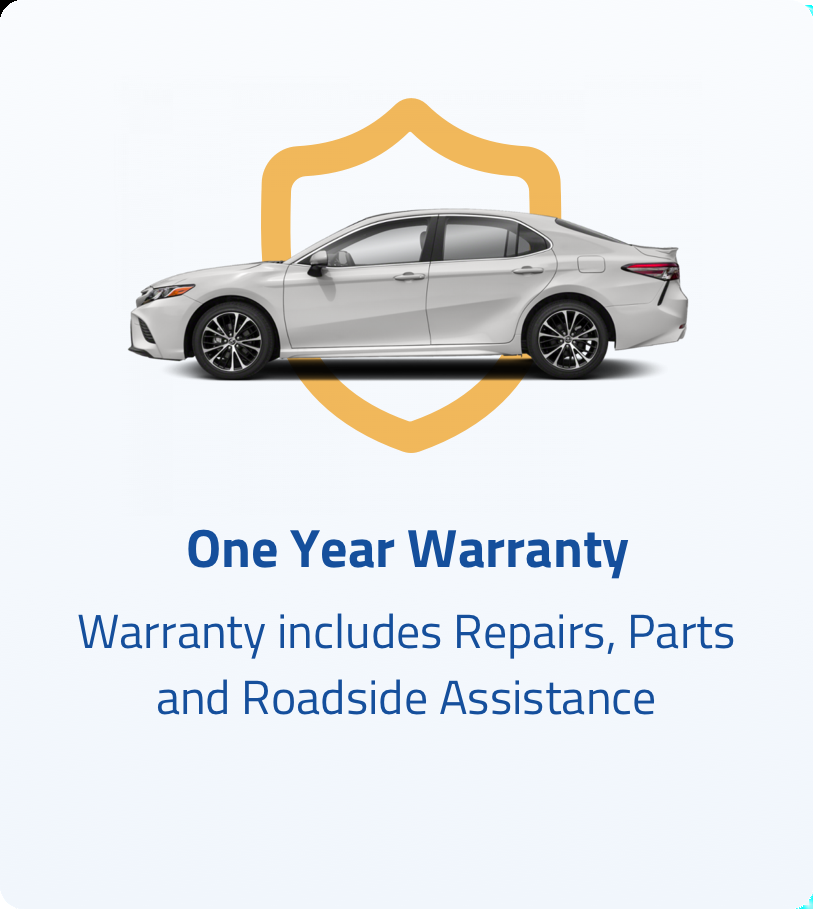 One Year Warranty
Warranty includes Repairs, Parts
and Roadside Assistance